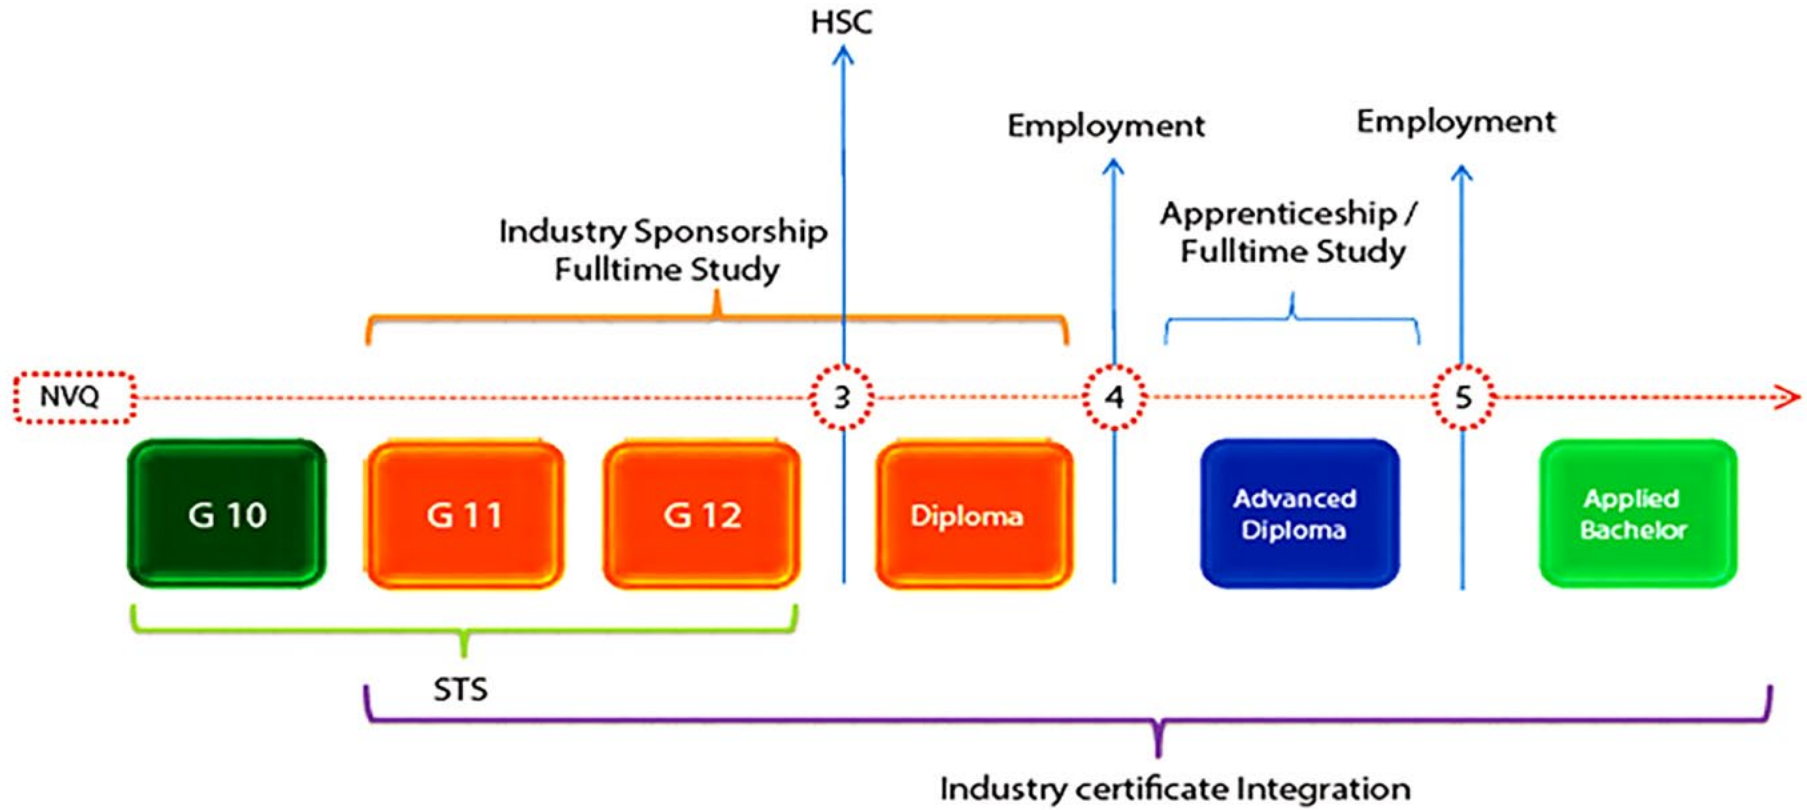 HSC
Employment
Employment
Industry Sponsorship
Fulltime Study
Apprenticeship /
Fulltime Study
NVQ
3
4
5
G 10
G 11
G 12
Diploma
Advanced
Diploma
Applied
Bachelor
STS
Industry certificate Integration